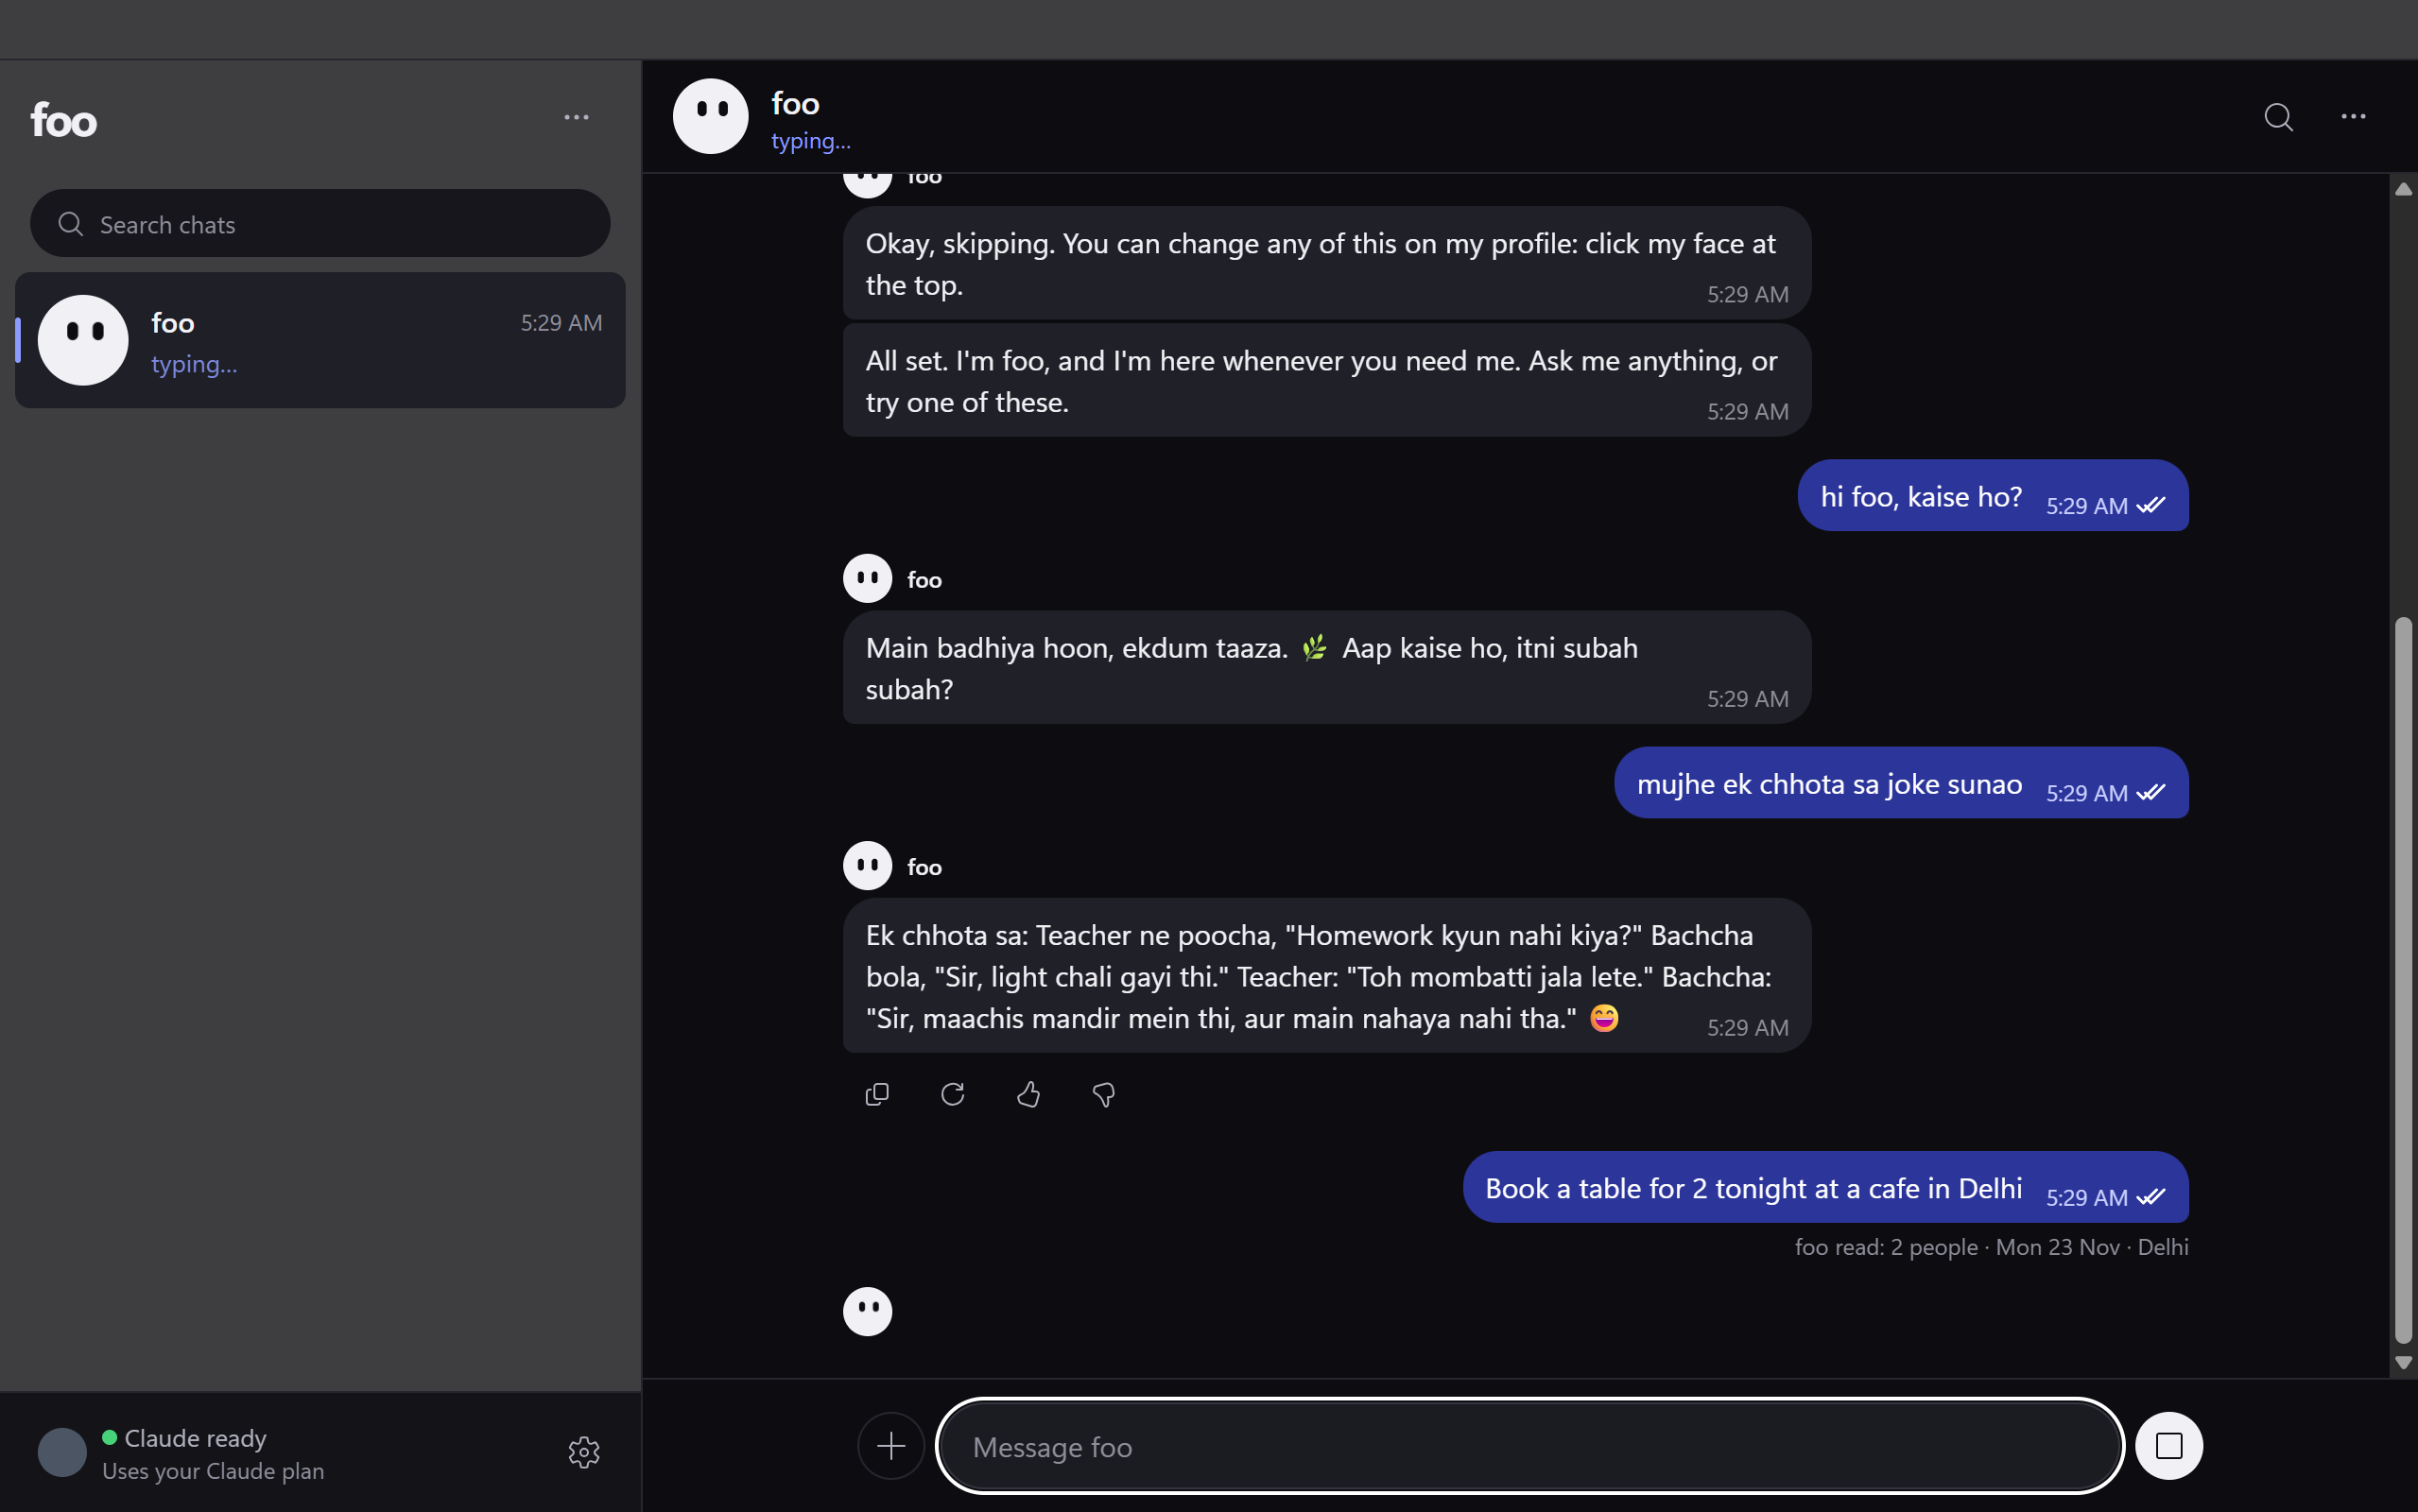 foo
Search chats
foo
5:29 AM
typing...
Claude ready
Uses your Claude plan
foo
typing...
foo
Okay, skipping. You can change any of this on my profile: click my face at
the top.
5:29 AM
All set. I'm foo, and I'm here whenever you need me. Ask me anything, or
try one of these.
5:29 AM
hi foo, kaise ho? 5:29 AM
foo
Main badhiya hoon, ekdum taaza. 🌿 Aap kaise ho, itni subah
subah?
5:29 AM
mujhe ek chhota sa joke sunao 5:29 AM
foo
Ek chhota sa: Teacher ne poocha, "Homework kyun nahi kiya?" Bachcha
bola, "Sir, light chali gayi thi." Teacher: "Toh mombatti jala lete." Bachcha:
"Sir, maachis mandir mein thi, aur main nahaya nahi tha." 😄
5:29 AM
Book a table for 2 tonight at a cafe in Delhi 5:29 AM
foo read: 2 people · Mon 23 Nov · Delhi
Message foo